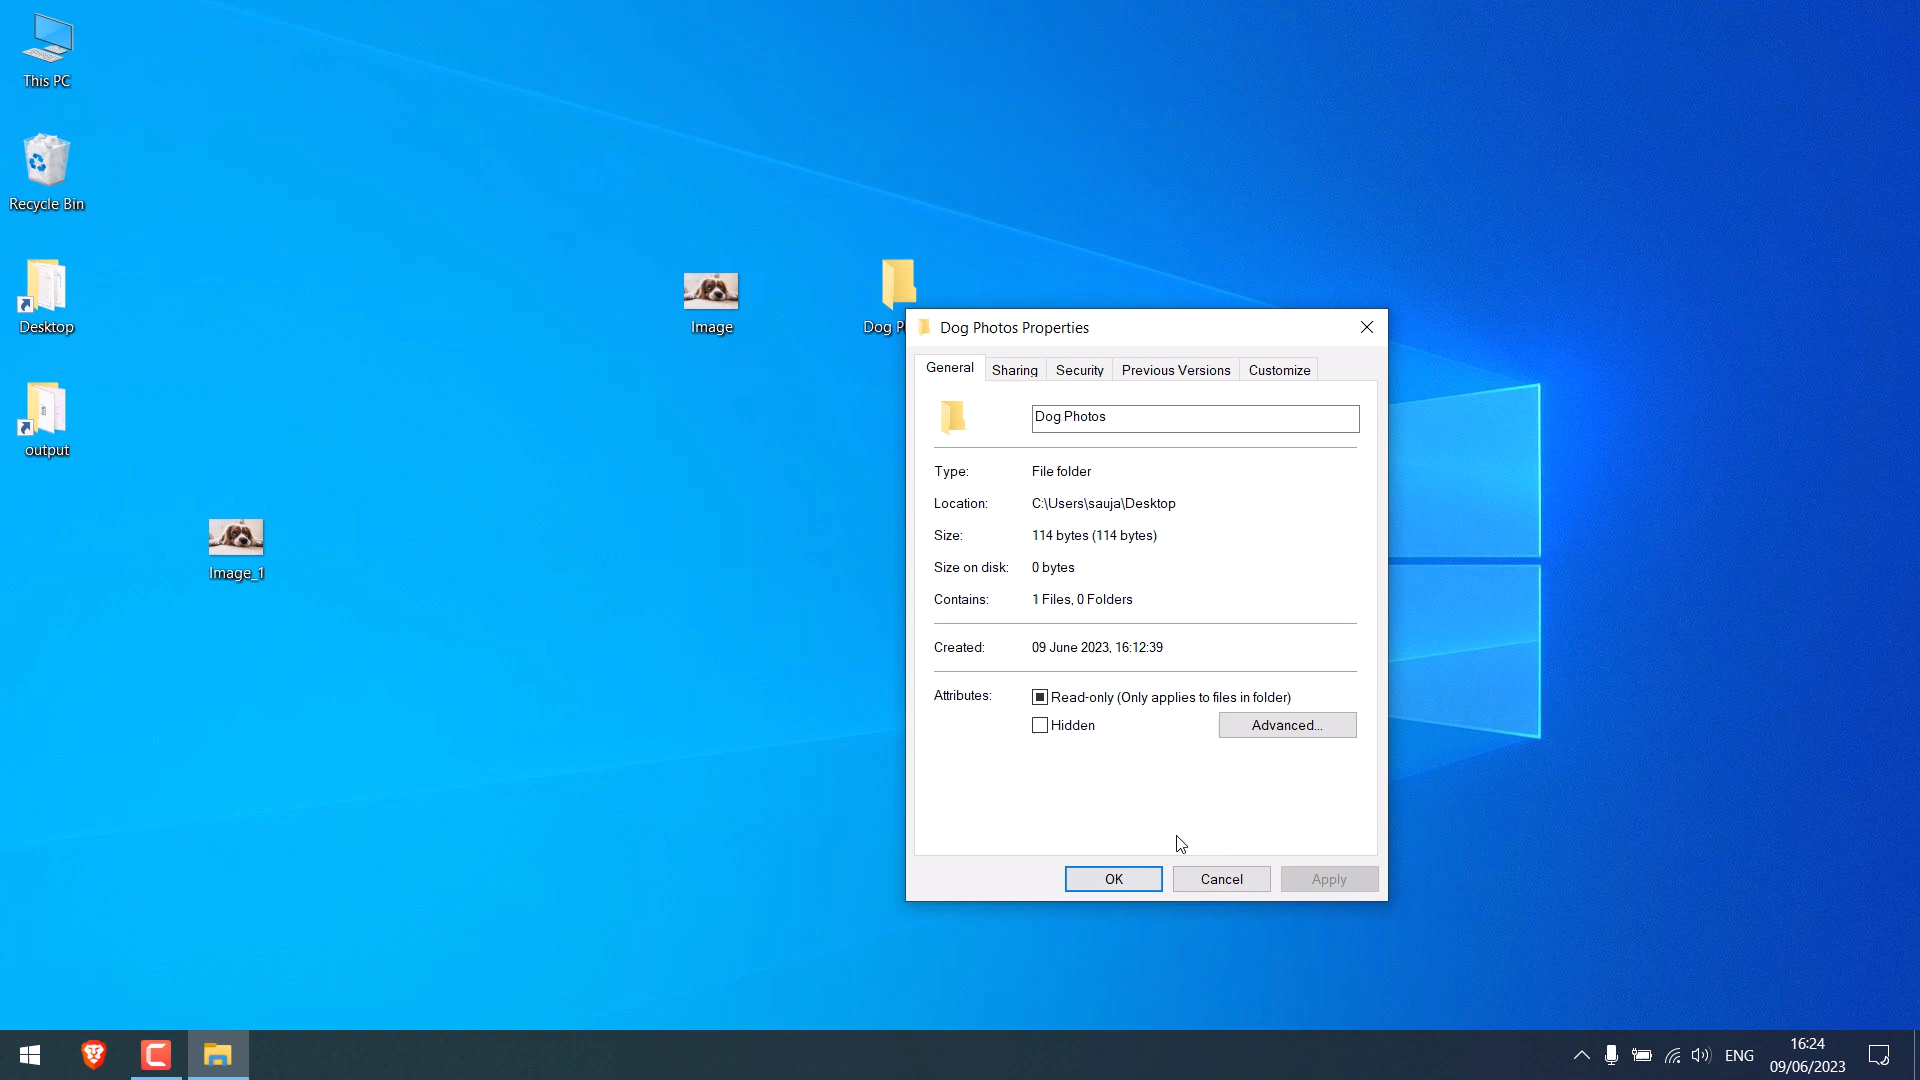 This PC
Recycle Bin
Desktop
output
Image_1
Image
Dog
Dog Photos Properties
General
Sharing
Security
Previous Versions
Customize
Dog Photos
Type: File folder
Location: C:\Users\sauja\Desktop
Size: 114 bytes (114 bytes)
Size on disk: 0 bytes
Contains: 1 Files, 0 Folders
Created: 09 June 2023, 16:12:39
Attributes: Read-only (Only applies to files in folder)
Hidden
Advanced...
OK
Cancel
Apply
ENG
16:24
09/06/2023